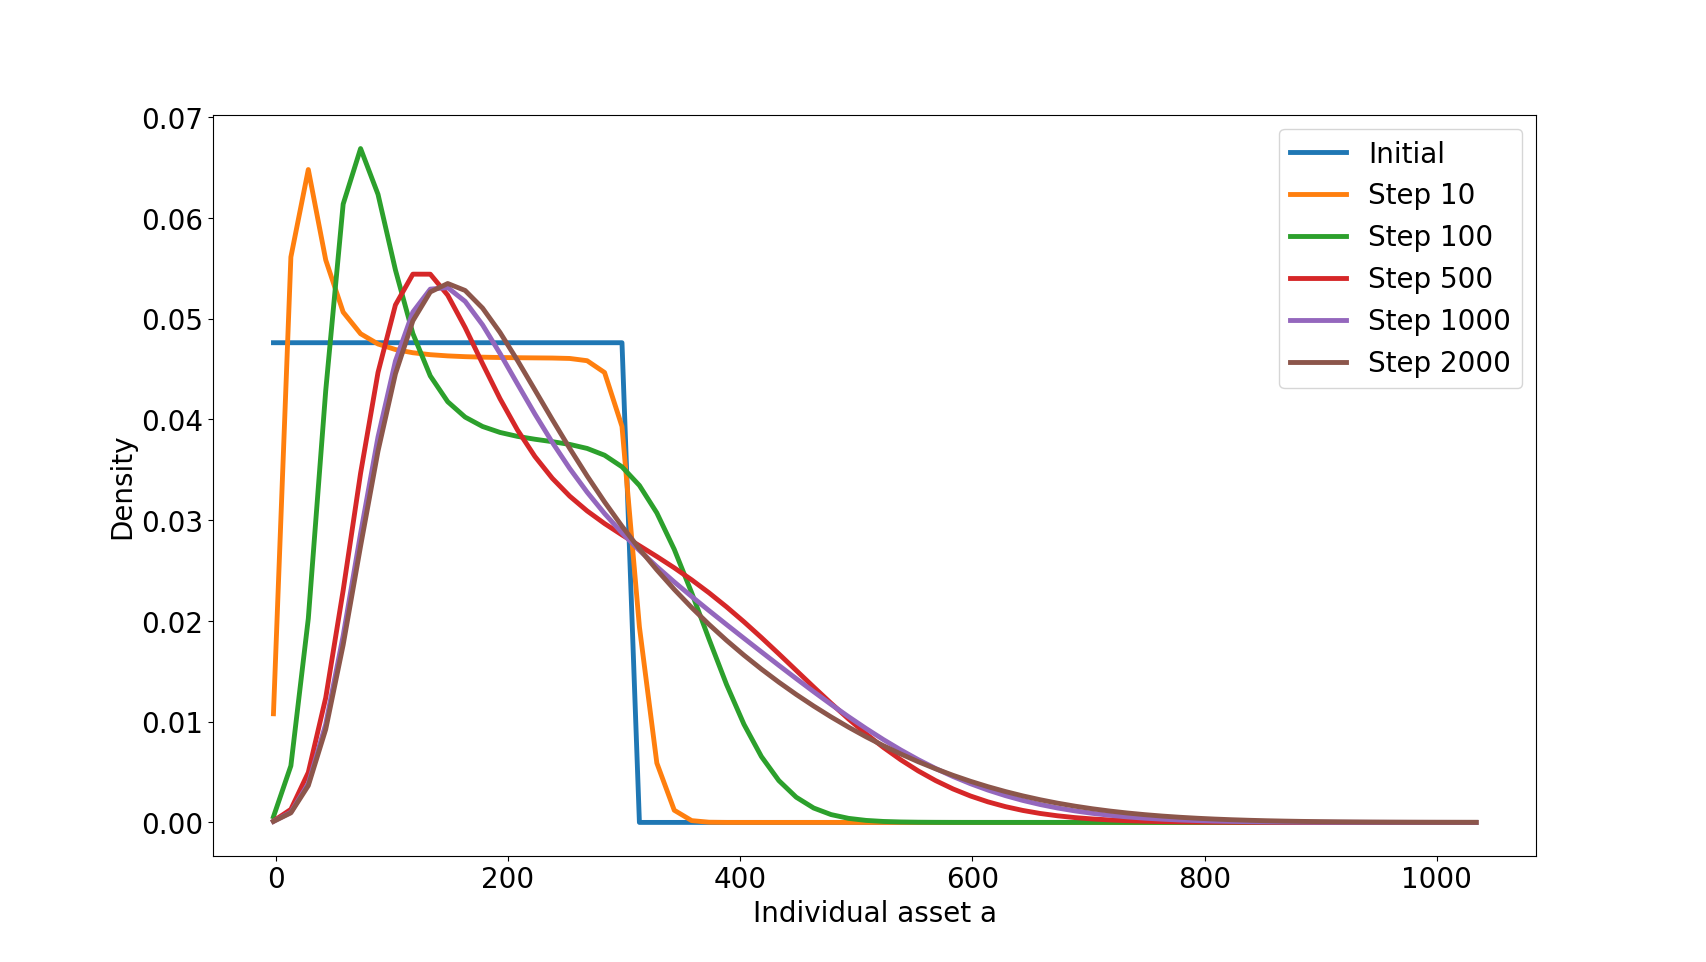 0.07
0.06
0.05
0.04
0.03
0.02
0.01
0.00
Density
0 200 400 600 800 1000
Individual asset a
Initial
Step 10
Step 100
Step 500
Step 1000
Step 2000